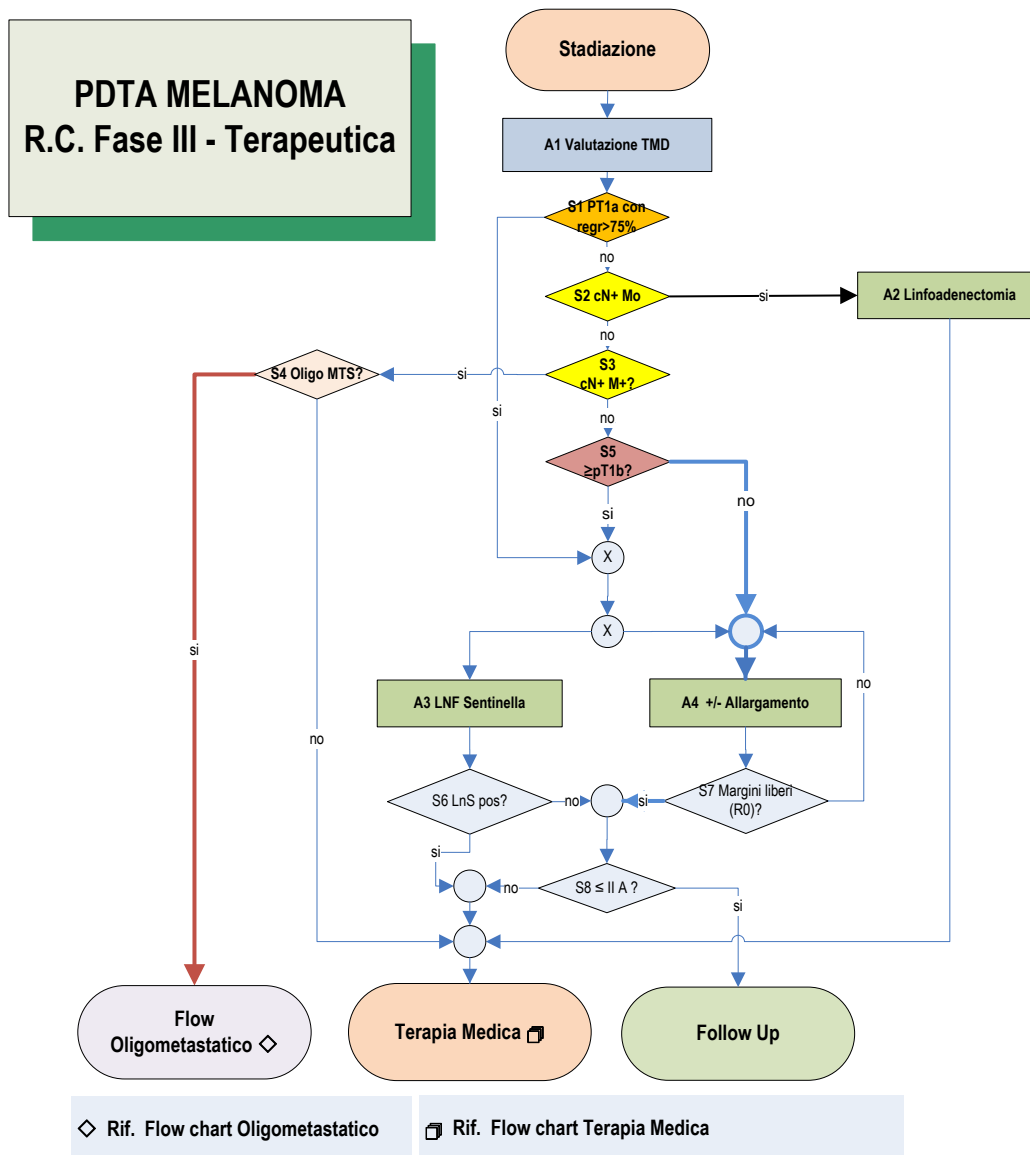 PDTA MELANOMA
R.C. Fase III - Terapeutica
Stadiazione
A1 Valutazione TMD
S1 PT1a con
regr>75%
no
S2 cN+ Mo
si
A2 Linfoadenectomia
no
S4 Oligo MTS?
si
S3
cN+ M+?
si
no
S5
≥pT1b?
no
si
X
X
si
no
A3 LNF Sentinella
A4 +/- Allargamento
no
S6 LnS pos?
no
si
S7 Margini liberi
(R0)?
si
no
S8 ≤ II A ?
si
Flow
Oligometastatico ◇
Terapia Medica
Follow Up
◇ Rif. Flow chart Oligometastatico
Rif. Flow chart Terapia Medica